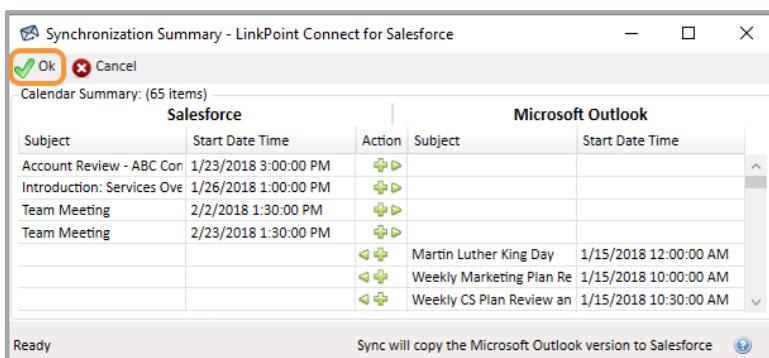 Synchronization Summary - LinkPoint Connect for Salesforce
Ok Cancel
Calendar Summary: (65 items)
Salesforce Microsoft Outlook
Subject Start Date Time Action Subject Start Date Time
Account Review - ABC Con 1/23/2018 3:00:00 PM
Introduction: Services Ove 1/26/2018 1:00:00 PM
Team Meeting 2/2/2018 1:30:00 PM
Team Meeting 2/23/2018 1:30:00 PM
Martin Luther King Day 1/15/2018 12:00:00 AM
Weekly Marketing Plan Re 1/15/2018 10:00:00 AM
Weekly CS Plan Review an 1/15/2018 10:30:00 AM
Ready Sync will copy the Microsoft Outlook version to Salesforce